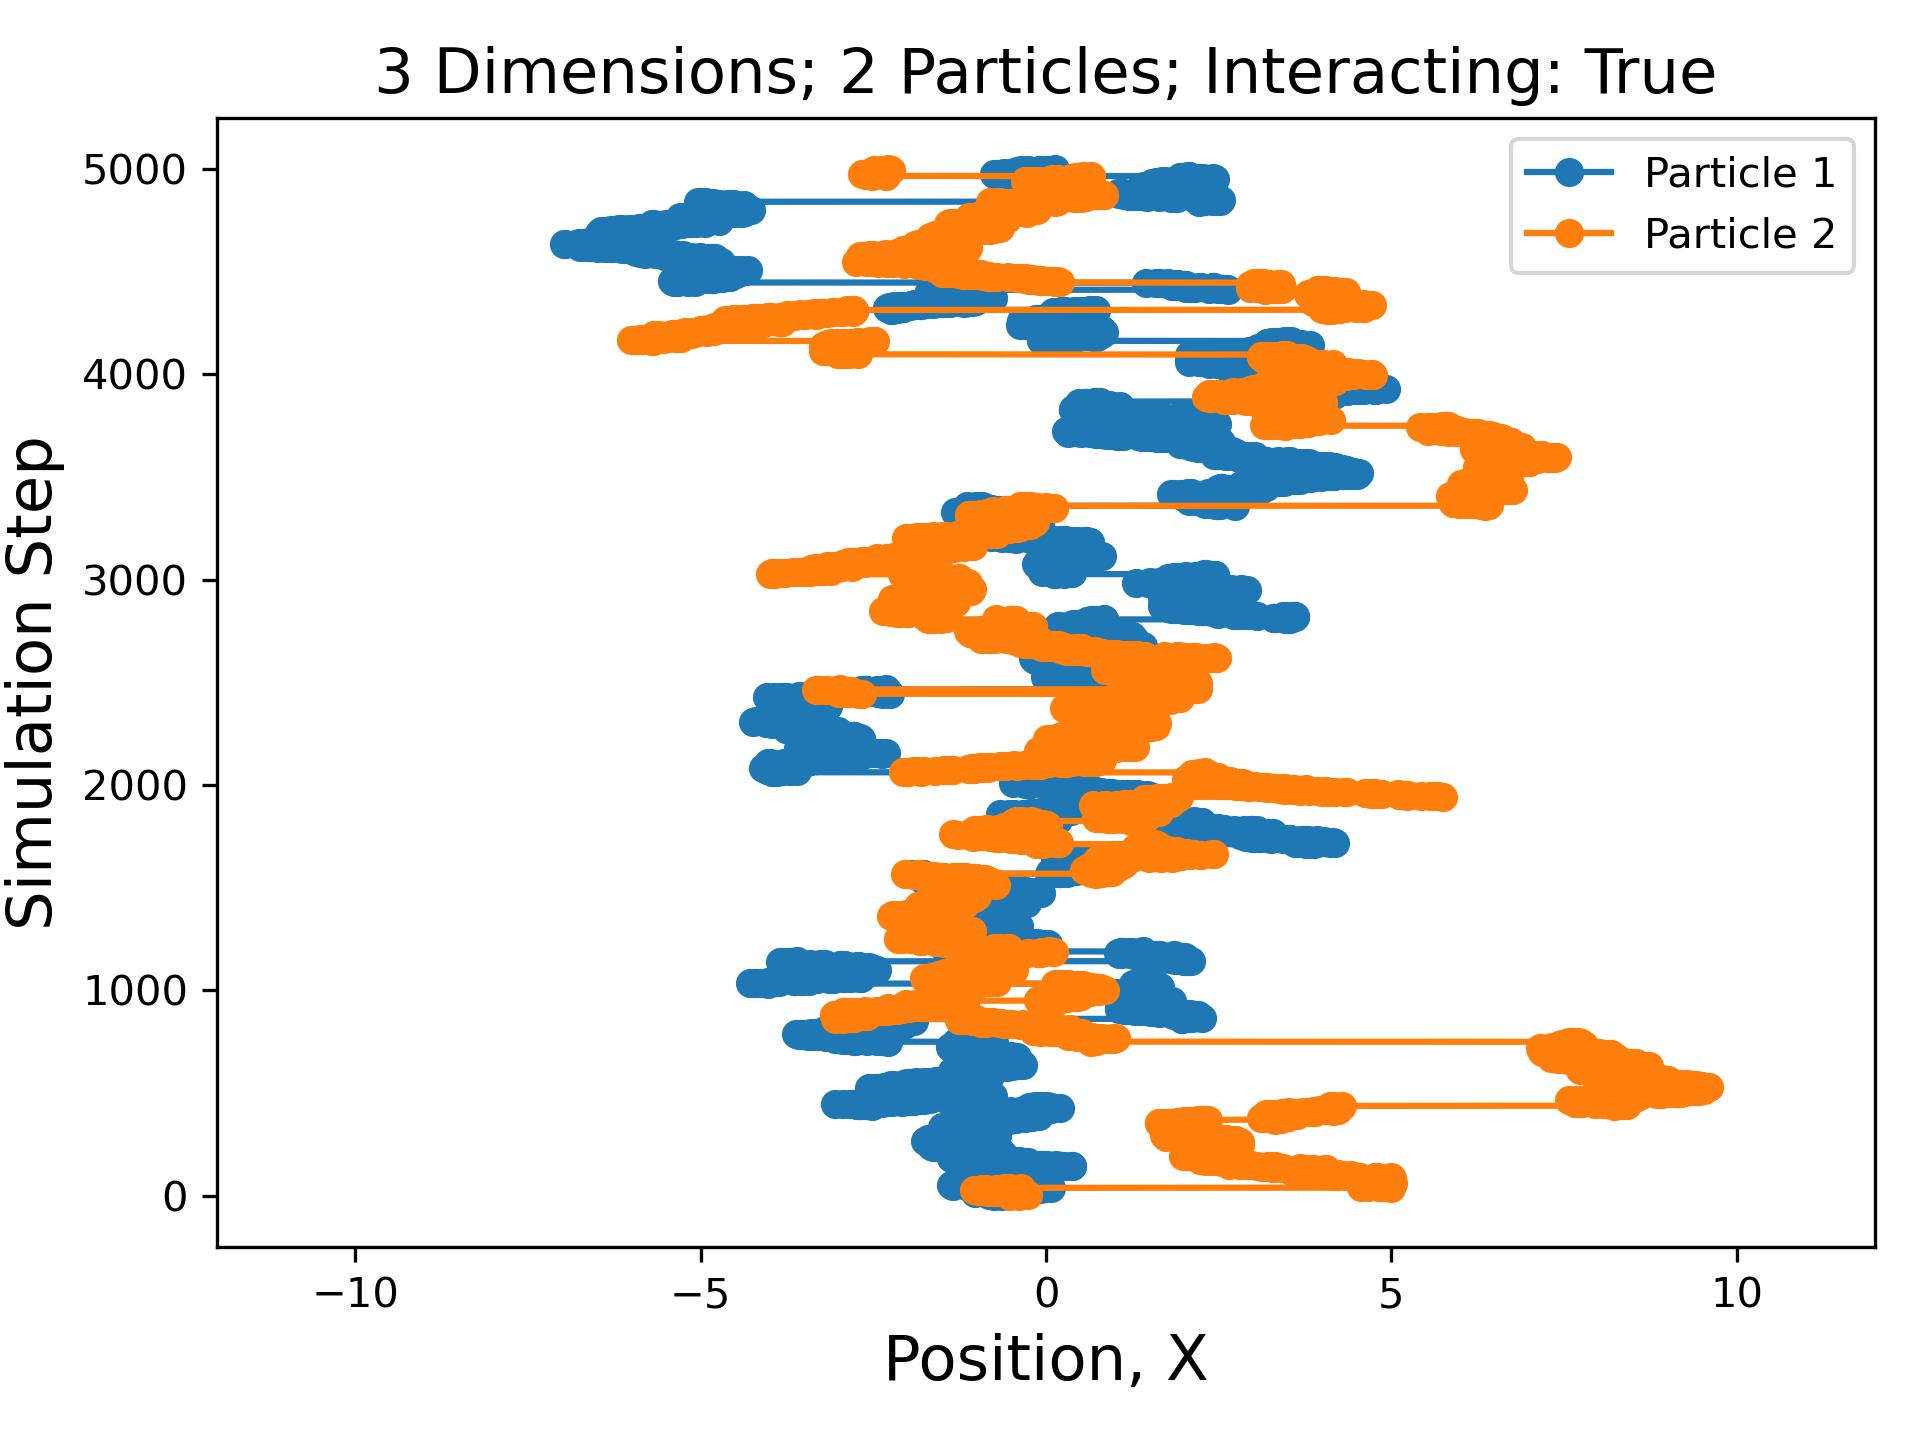 3 Dimensions; 2 Particles; Interacting: True
Particle 1
Particle 2
5000
4000
3000
2000
1000
0
Simulation Step
−10
−5
0
5
10
Position, X